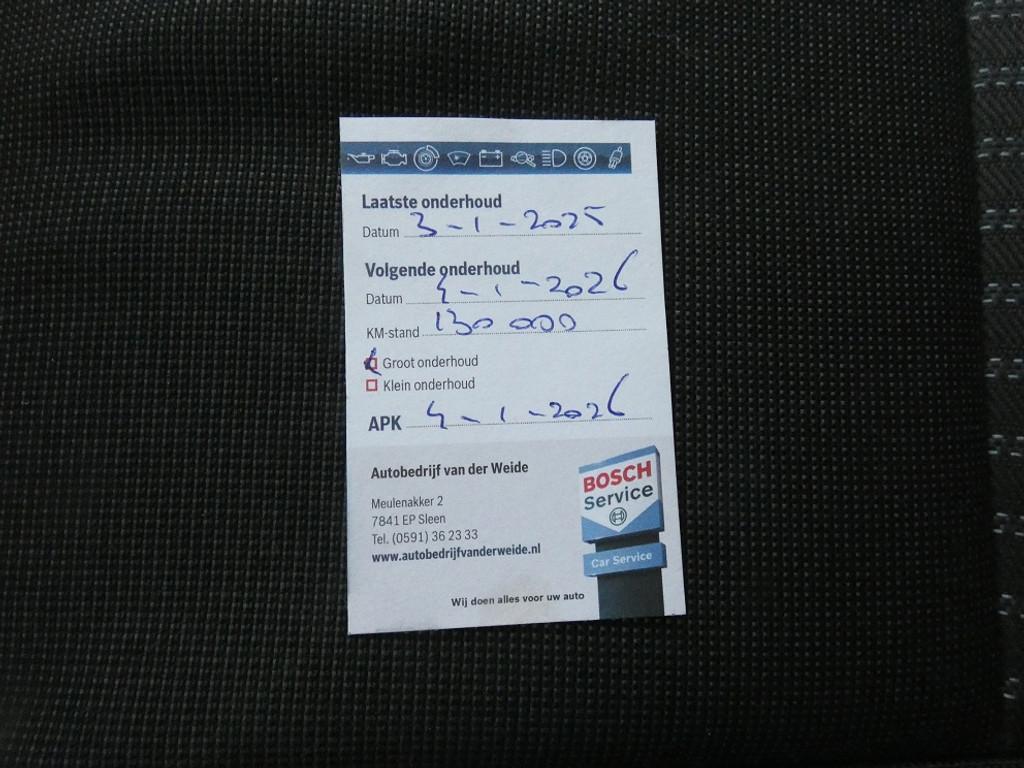 Laatste onderhoud
Datum 3-1-2025
Volgende onderhoud
Datum 4-1-2026
KM-stand 130 000
Groot onderhoud
Klein onderhoud
APK 4-1-2026
Autobedrijf van der Weide
Meulenakker 2
7841 EP Sleen
Tel. (0591) 36 23 33
www.autobedrijfvanderweide.nl
BOSCH
Service
Car Service
Wij doen alles voor uw auto